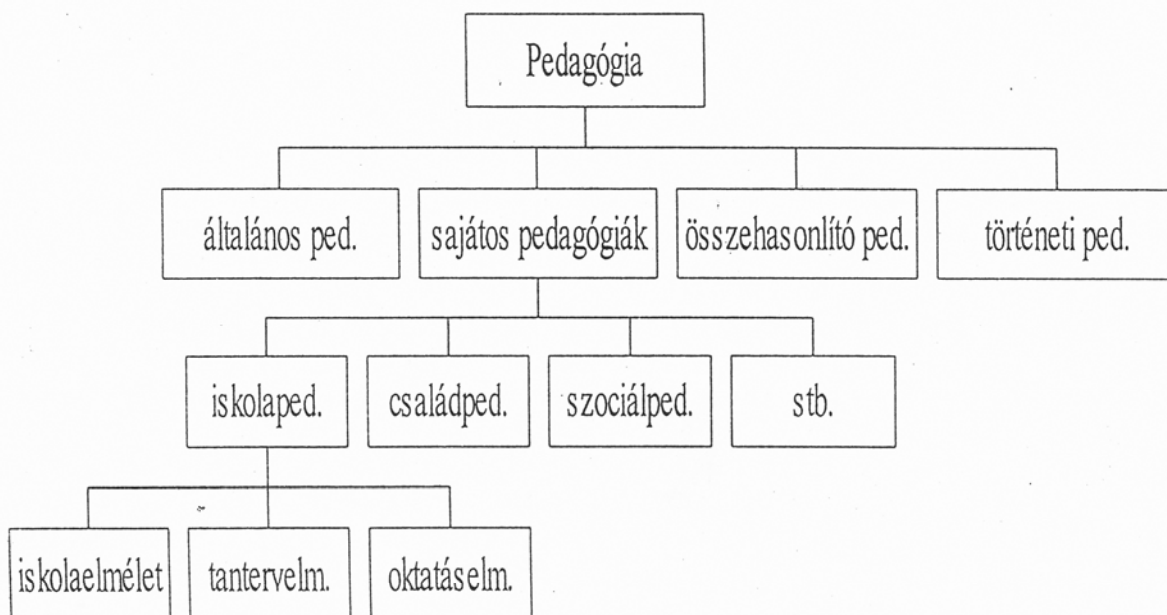 Pedagógia
általános ped.
sajátos pedagógiák
összehasonlító ped.
történeti ped.
iskolaped.
családped.
szociálped.
stb.
iskolaelmélet
tantervelm.
oktatáselm.